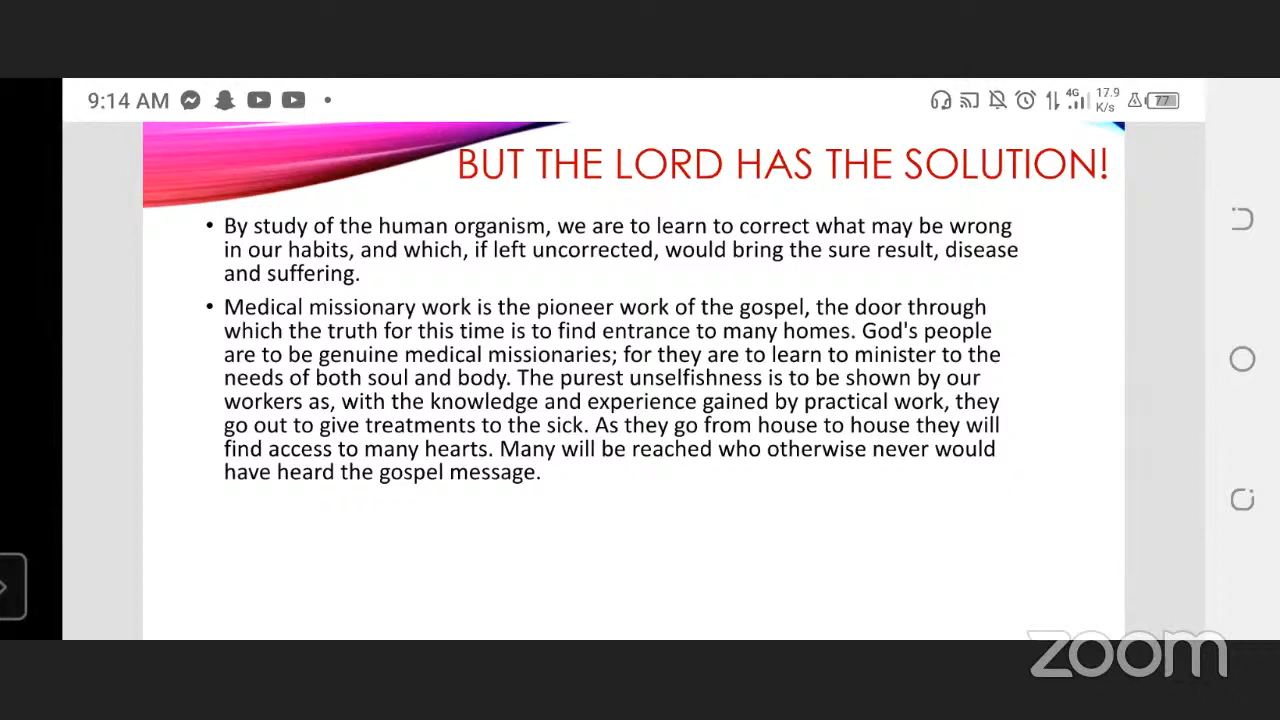 9:14 AM
4G
17.9
K/s
77
BUT THE LORD HAS THE SOLUTION!
• By study of the human organism, we are to learn to correct what may be wrong
in our habits, and which, if left uncorrected, would bring the sure result, disease
and suffering.
• Medical missionary work is the pioneer work of the gospel, the door through
which the truth for this time is to find entrance to many homes. God's people
are to be genuine medical missionaries; for they are to learn to minister to the
needs of both soul and body. The purest unselfishness is to be shown by our
workers as, with the knowledge and experience gained by practical work, they
go out to give treatments to the sick. As they go from house to house they will
find access to many hearts. Many will be reached who otherwise never would
have heard the gospel message.
zoom